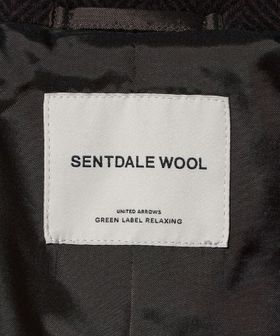 SENTDALE WOOL
UNITED ARROWS
GREEN LABEL RELAXING